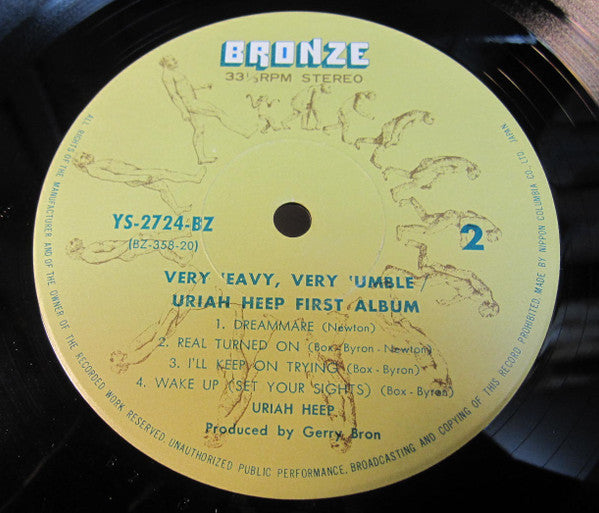 BRONZE
33⅓ RPM STEREO
YS-2724-BZ
(BZ-358-20)
2
VERY 'EAVY, VERY 'UMBLE /
URIAH HEEP FIRST ALBUM
1. DREAMMARE (Newton)
2. REAL TURNED ON (Box - Byron - Newton)
3. I'LL KEEP ON TRYING (Box - Byron)
4. WAKE UP (SET YOUR SIGHTS) (Box - Byron)
URIAH HEEP
Produced by Gerry Bron
ALL RIGHTS OF THE MANUFACTURER AND OF THE OWNER OF THE RECORDED WORK RESERVED. UNAUTHORIZED PUBLIC PERFORMANCE, BROADCASTING AND COPYING OF THIS RECORD PROHIBITED. MADE BY NIPPON COLUMBIA CO., LTD. JAPAN